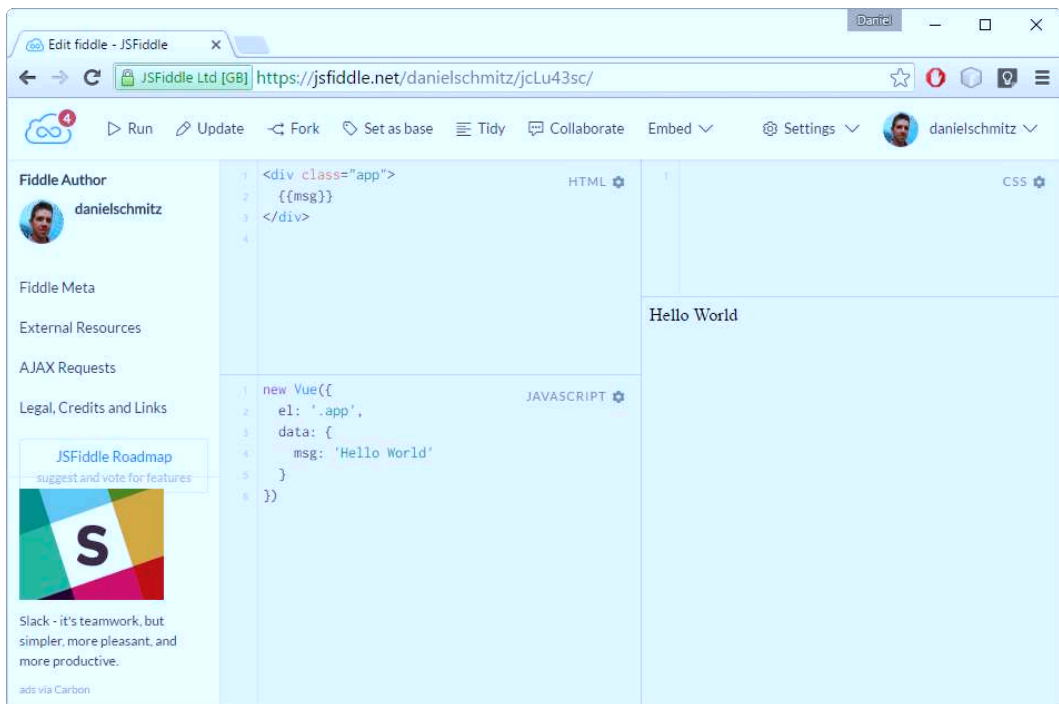 Daniel
Edit fiddle - JSFiddle
JSFiddle Ltd [GB] https://jsfiddle.net/danielschmitz/jcLu43sc/
4 Run Update Fork Set as base Tidy Collaborate Embed Settings danielschmitz
Fiddle Author
danielschmitz
Fiddle Meta
External Resources
AJAX Requests
Legal, Credits and Links
JSFiddle Roadmap
suggest and vote for features
S
Slack - it's teamwork, but
simpler, more pleasant, and
more productive.
ads via Carbon
HTML
1 <div class="app">
2   {{msg}}
3 </div>
4
JAVASCRIPT
1 new Vue({
2   el: '.app',
3   data: {
4     msg: 'Hello World'
5   }
6 })
1
CSS
Hello World